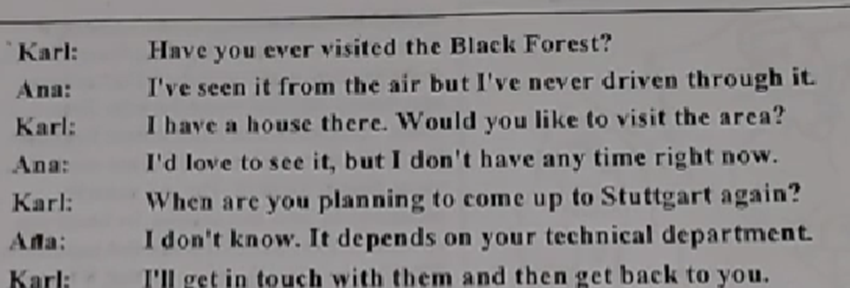 Karl: Have you ever visited the Black Forest?
Ana: I've seen it from the air but I've never driven through it.
Karl: I have a house there. Would you like to visit the area?
Ana: I'd love to see it, but I don't have any time right now.
Karl: When are you planning to come up to Stuttgart again?
Ana: I don't know. It depends on your technical department.
Karl: I'll get in touch with them and then get back to you.